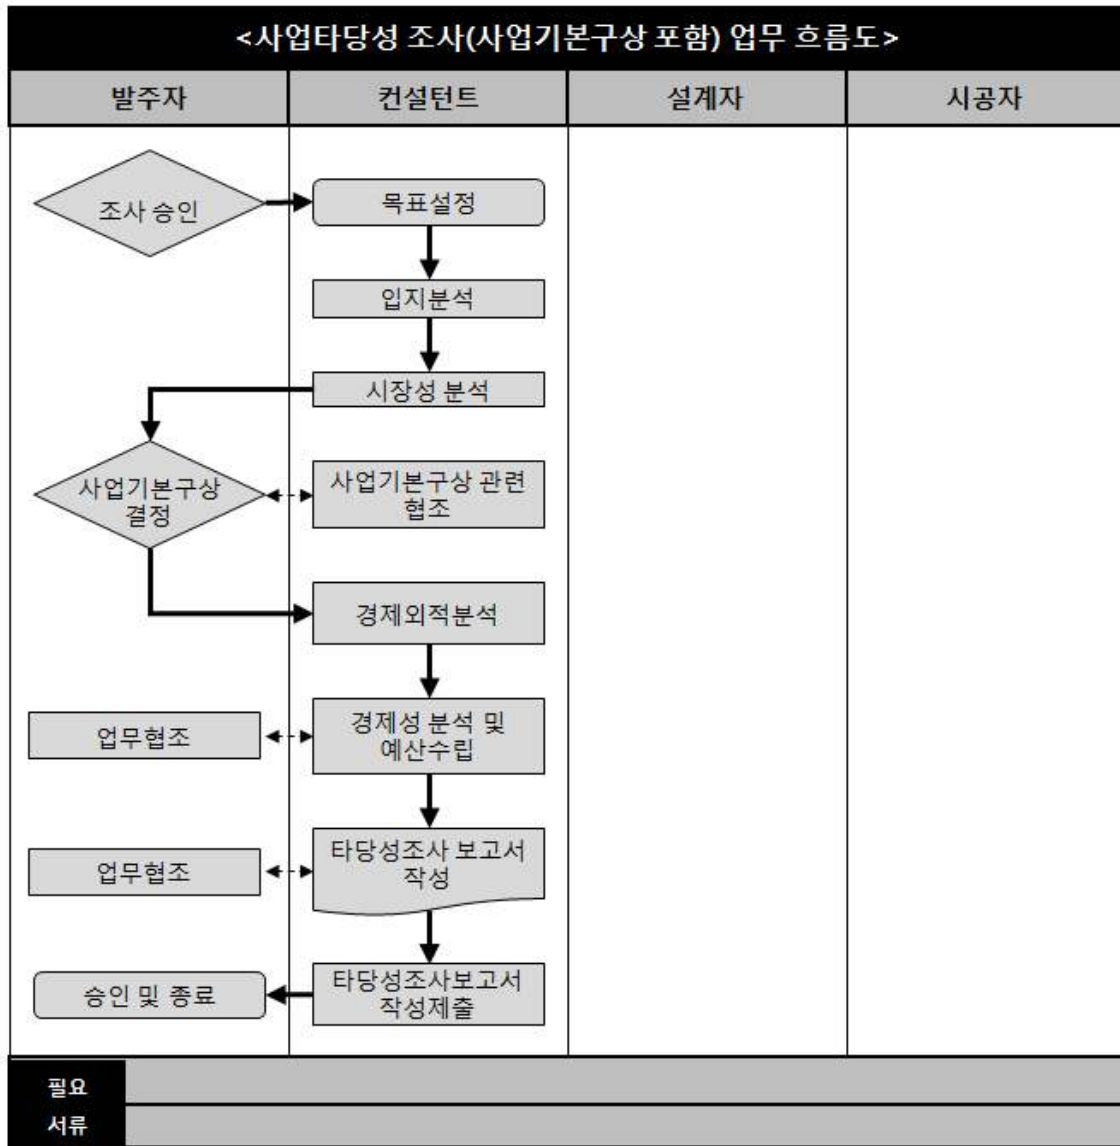 <사업타당성 조사(사업기본구상 포함) 업무 흐름도>
발주자
컨설턴트
설계자
시공자
조사 승인
목표설정
입지분석
시장성 분석
사업기본구상
결정
사업기본구상 관련
협조
경제외적분석
업무협조
경제성 분석 및
예산수립
업무협조
타당성조사 보고서
작성
승인 및 종료
타당성조사보고서
작성제출
필요
서류